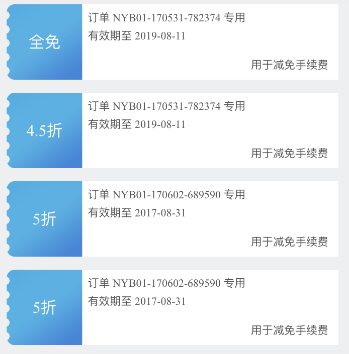 全免
订单 NYB01-170531-782374 专用
有效期至 2019-08-11
用于减免手续费
4.5折
订单 NYB01-170531-782374 专用
有效期至 2019-08-11
用于减免手续费
5折
订单 NYB01-170602-689590 专用
有效期至 2017-08-31
用于减免手续费
5折
订单 NYB01-170602-689590 专用
有效期至 2017-08-31
用于减免手续费